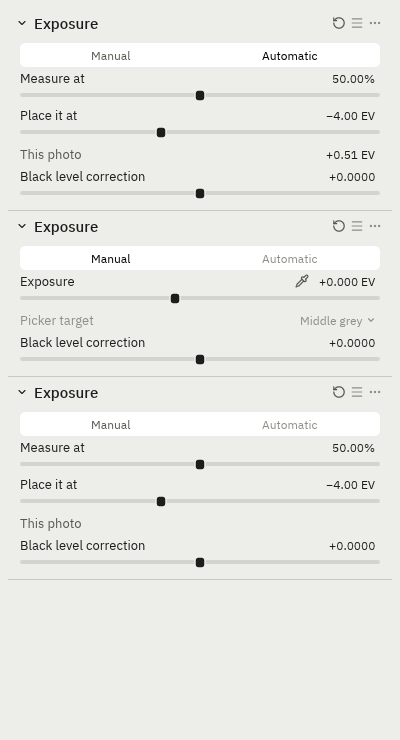 Exposure
Manual Automatic
Measure at 50.00%
Place it at −4.00 EV
This photo +0.51 EV
Black level correction +0.0000
Exposure
Manual Automatic
Exposure +0.000 EV
Picker target Middle grey
Black level correction +0.0000
Exposure
Manual Automatic
Measure at 50.00%
Place it at −4.00 EV
This photo
Black level correction +0.0000